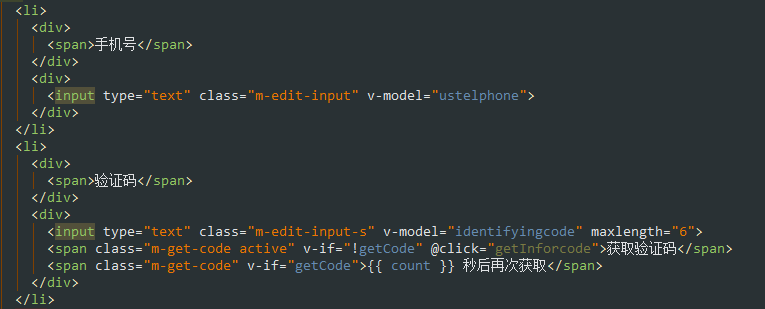 <li>
<div>
<span>手机号</span>
</div>
<div>
<input type="text" class="m-edit-input" v-model="ustelphone">
</div>
</li>
<li>
<div>
<span>验证码</span>
</div>
<div>
<input type="text" class="m-edit-input-s" v-model="identifyingcode" maxlength="6">
<span class="m-get-code active" v-if="!getCode" @click="getInforcode">获取验证码</span>
<span class="m-get-code" v-if="getCode">{{ count }} 秒后再次获取</span>
</div>
</li>